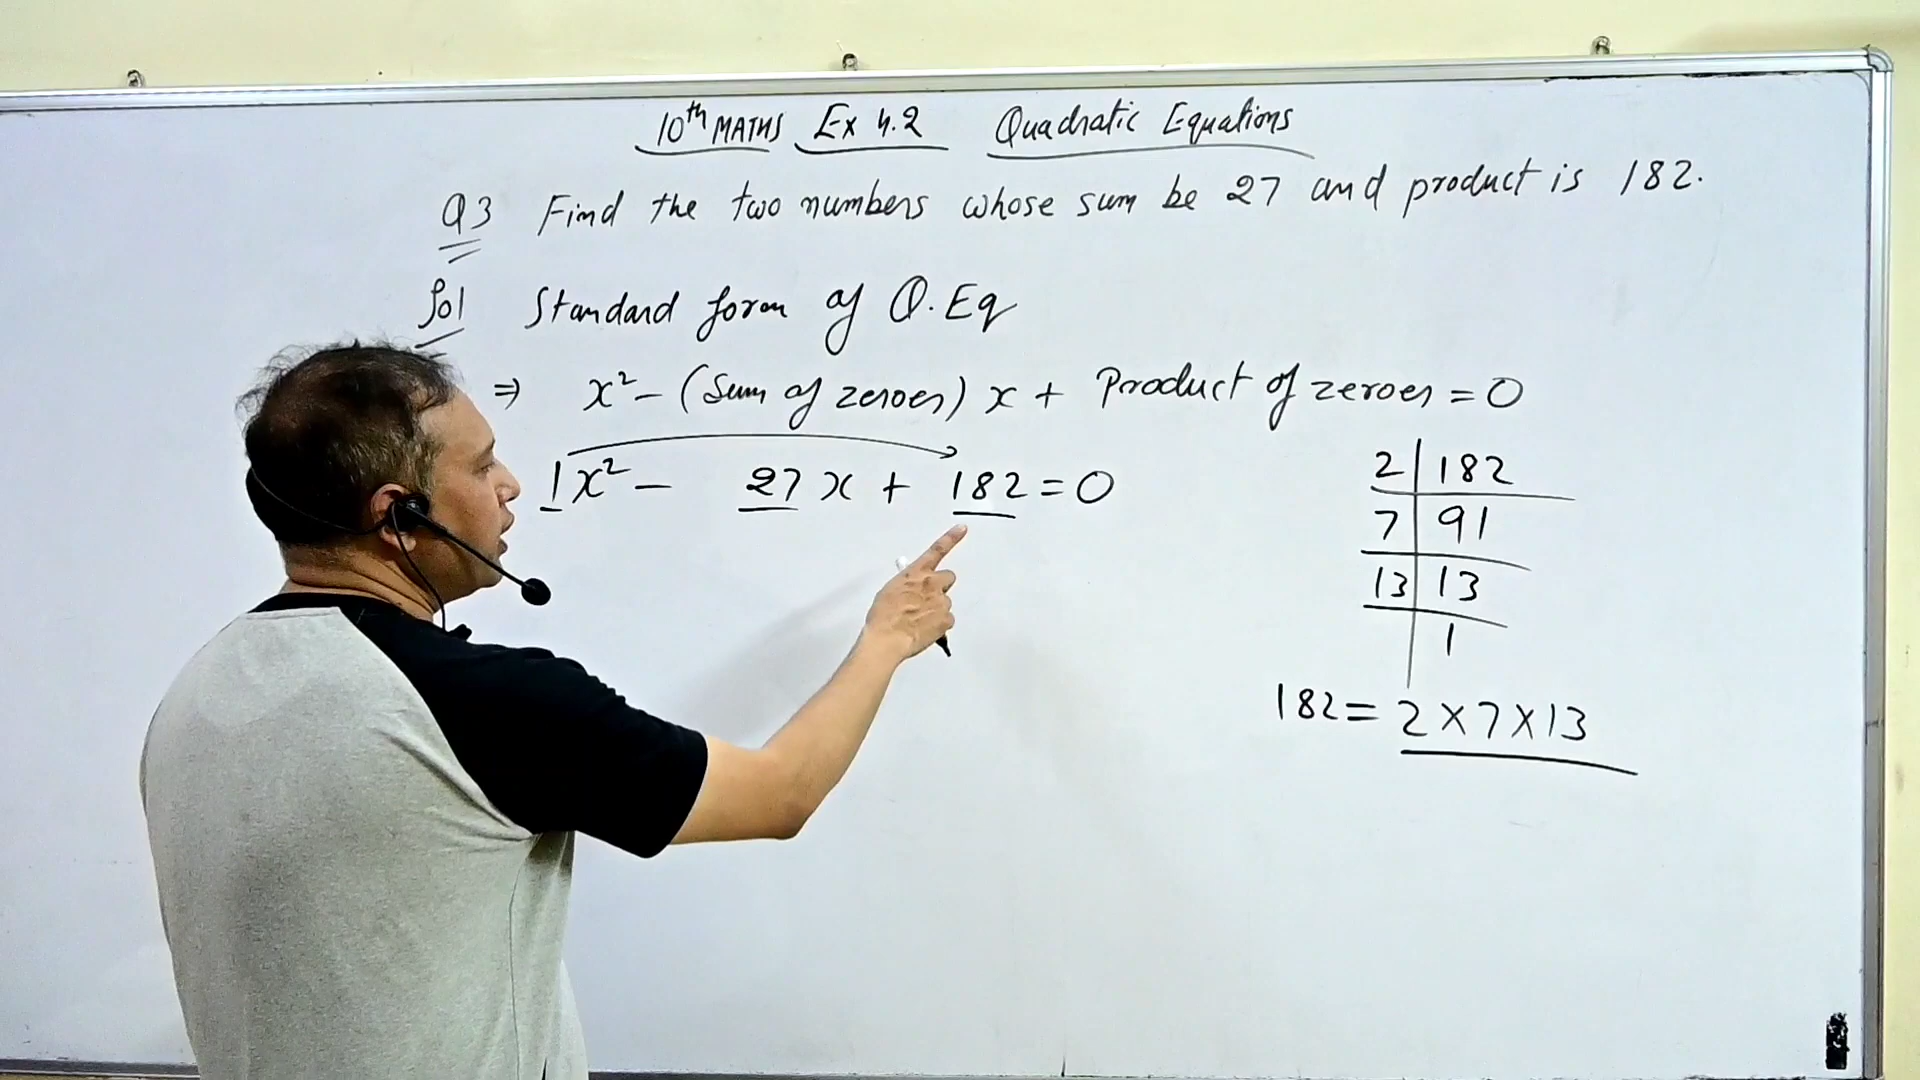 10th MATHS Ex 4.2 Quadratic Equations
Q3 Find the two numbers whose sum be 27 and product is 182.
Sol Standard form of Q.Eq
⇒ x² - (Sum of zeroes) x + Product of zeroes = 0
1x² - 27x + 182 = 0
2 | 182
7 | 91
13 | 13
| 1
182 = 2 × 7 × 13